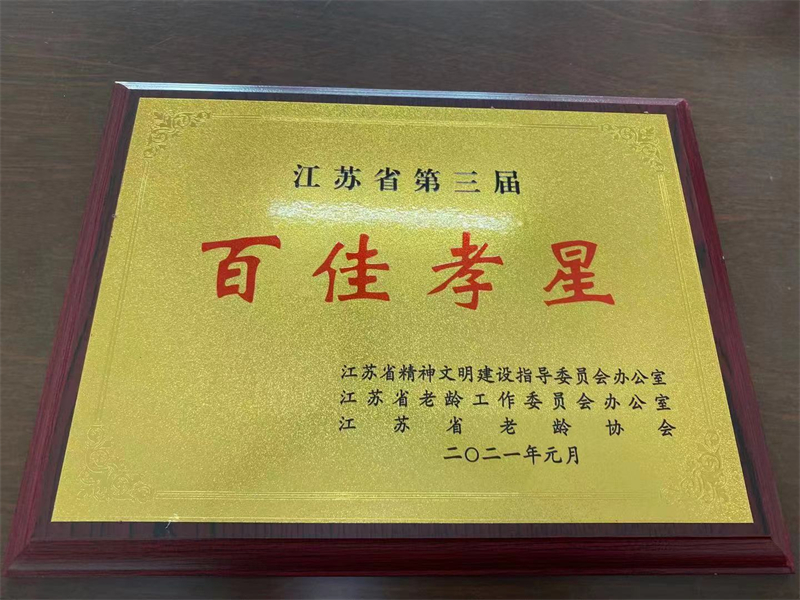 江苏省第三届
百佳孝星
江苏省精神文明建设指导委员会办公室
江苏省老龄工作委员会办公室
江苏省老龄协会
二〇二一年元月